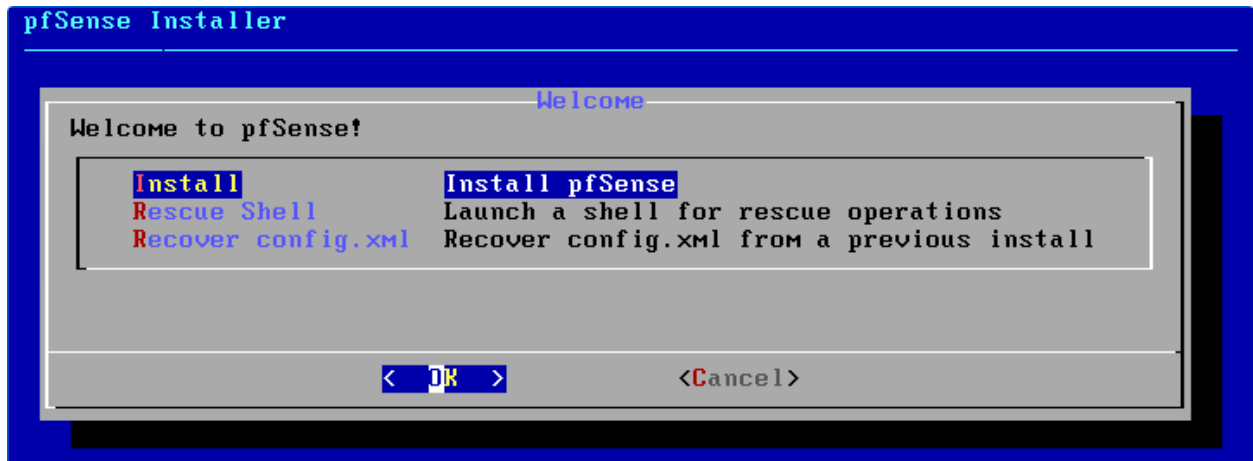 pfSense Installer
Welcome
Welcome to pfSense!
Install Install pfSense
Rescue Shell Launch a shell for rescue operations
Recover config.xml Recover config.xml from a previous install
< OK > <Cancel>